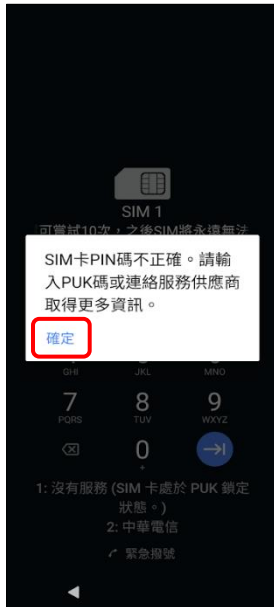 SIM 1
可嘗試10次，之後SIM將永遠無法
SIM卡PIN碼不正確。請輸
入PUK碼或連絡服務供應商
取得更多資訊。
確定
GHI JKL MNO
7 8 9
PQRS TUV WXYZ
0
+
1: 沒有服務 (SIM 卡處於 PUK 鎖定
狀態。)
2: 中華電信
緊急撥號